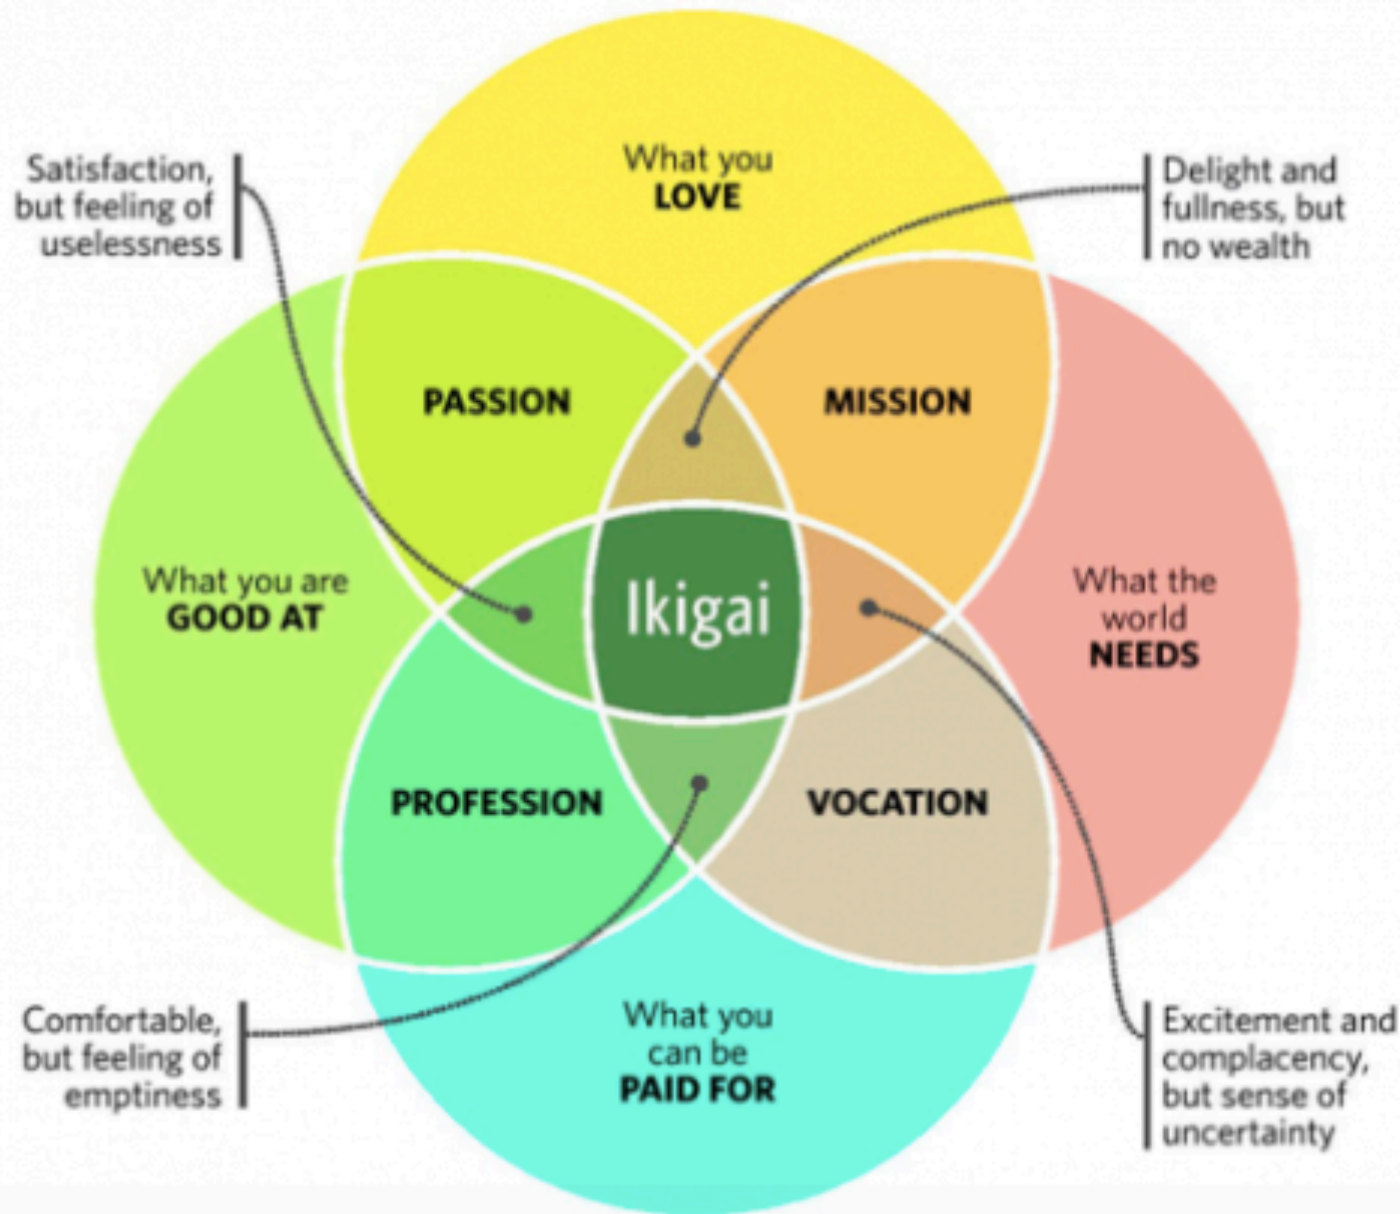 What you
LOVE
Satisfaction,
but feeling of
uselessness
Delight and
fullness, but
no wealth
PASSION
MISSION
What you are
GOOD AT
Ikigai
What the
world
NEEDS
PROFESSION
VOCATION
What you
can be
PAID FOR
Comfortable,
but feeling of
emptiness
Excitement and
complacency,
but sense of
uncertainty